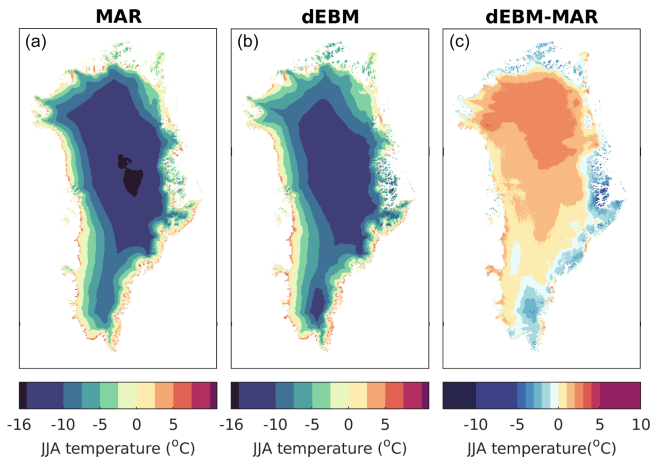 MAR dEBM dEBM-MAR
(a) (b) (c)
-16 -10 -5 0 5 -16 -10 -5 0 5 -10 -5 0 5 10
JJA temperature (°C) JJA temperature (°C) JJA temperature(°C)